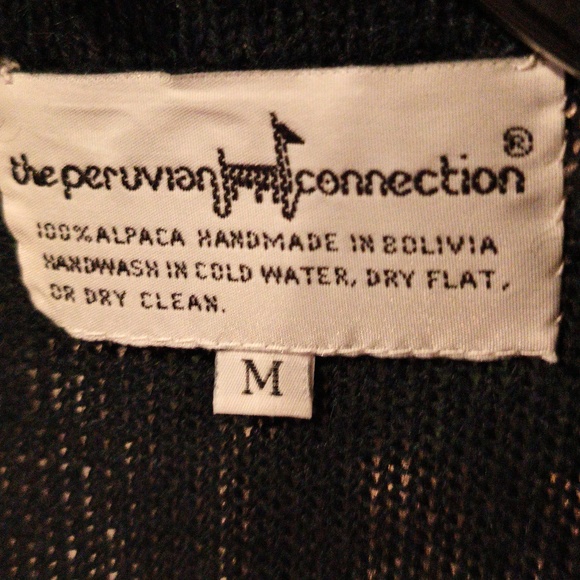 the peruvian connection®
100% ALPACA HANDMADE IN BOLIVIA
HANDWASH IN COLD WATER, DRY FLAT,
OR DRY CLEAN.
M